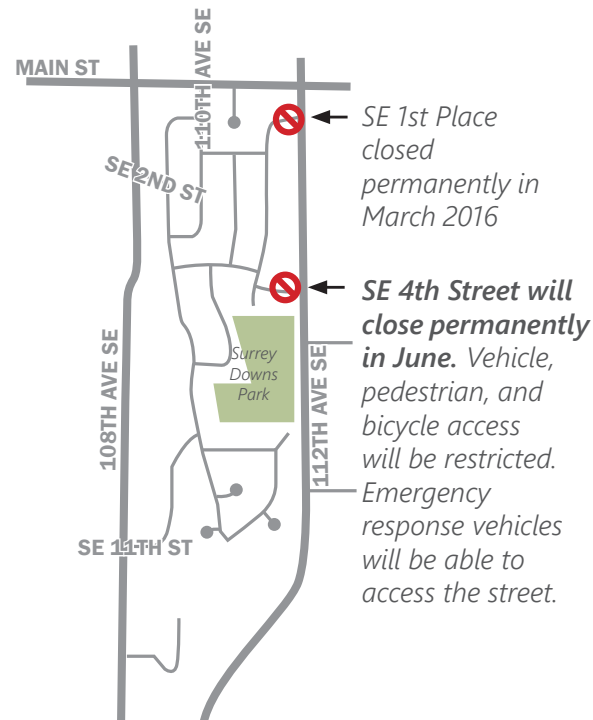 110TH AVE SE
MAIN ST
SE 1st Place
closed
permanently in
March 2016
SE 2ND ST
SE 4th Street will
close permanently
in June. Vehicle,
pedestrian, and
bicycle access
will be restricted.
Emergency
response vehicles
will be able to
access the street.
Surrey
Downs
Park
108TH AVE SE
112TH AVE SE
SE 11TH ST